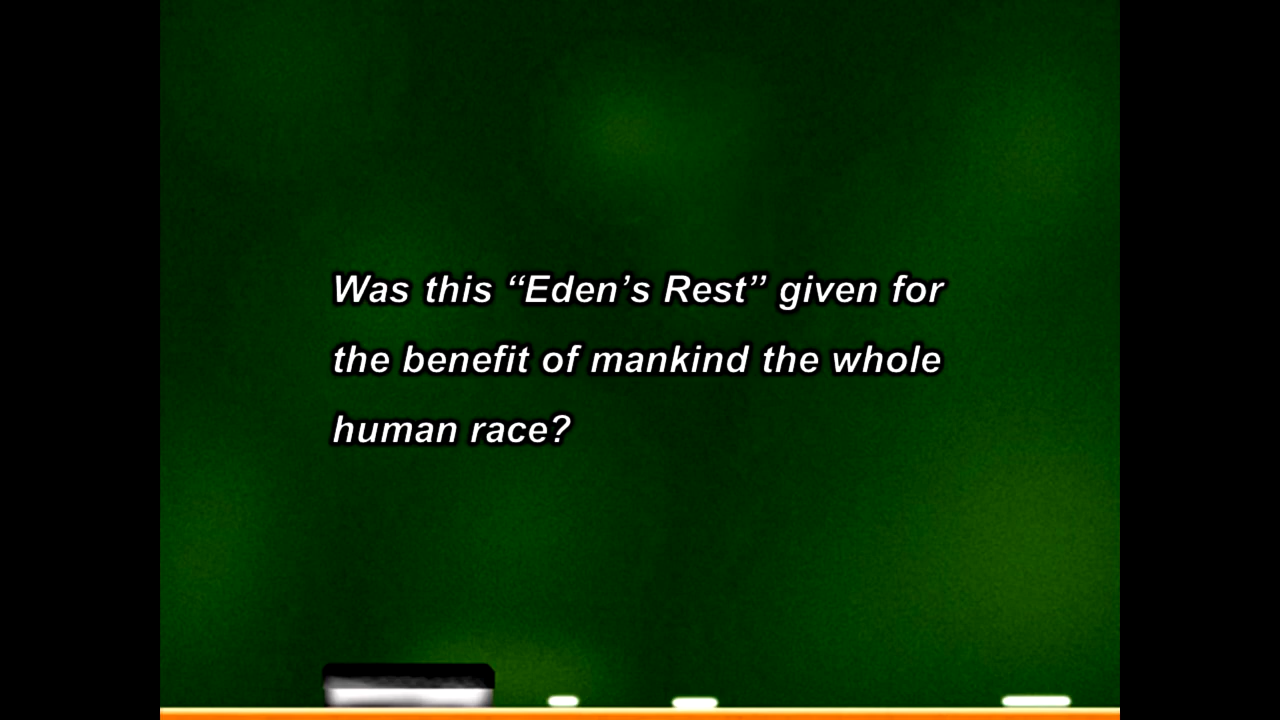 Was this “Eden’s Rest” given for
the benefit of mankind the whole
human race?